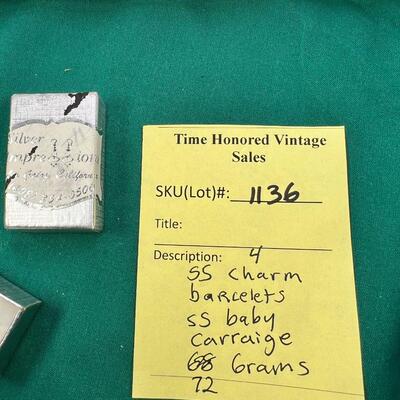 Silver
Impressions
California
Time Honored Vintage
Sales
SKU(Lot)#: 1136
Title:
Description: 4
SS Charm
barcelets
SS baby
Carraige
Grams
72